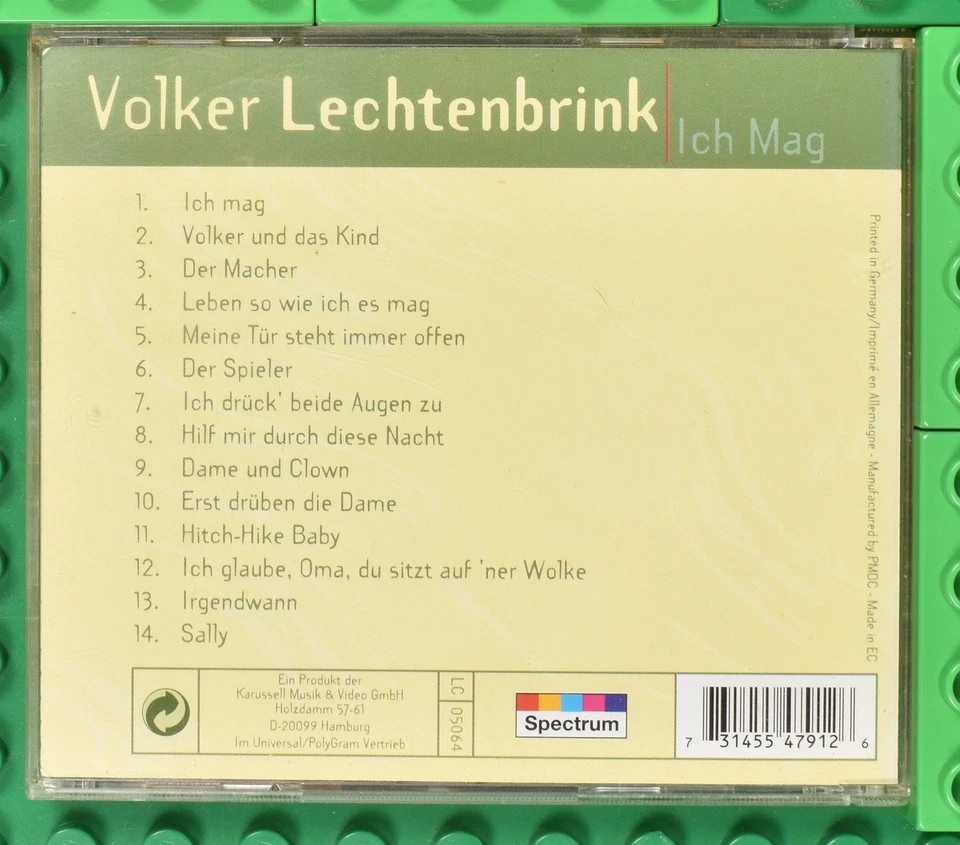 Volker Lechtenbrink
Ich Mag
1. Ich mag
2. Volker und das Kind
3. Der Macher
4. Leben so wie ich es mag
5. Meine Tür steht immer offen
6. Der Spieler
7. Ich drück' beide Augen zu
8. Hilf mir durch diese Nacht
9. Dame und Clown
10. Erst drüben die Dame
11. Hitch-Hike Baby
12. Ich glaube, Oma, du sitzt auf 'ner Wolke
13. Irgendwann
14. Sally
Printed in Germany/Imprimé en Allemagne - Manufactured by PMDC - Made in EC
Ein Produkt der
Karussell Musik & Video GmbH
Holzdamm 57-61
D-20099 Hamburg
Im Universal/PolyGram Vertrieb
LC 05064
Spectrum
7 31455 47912 6